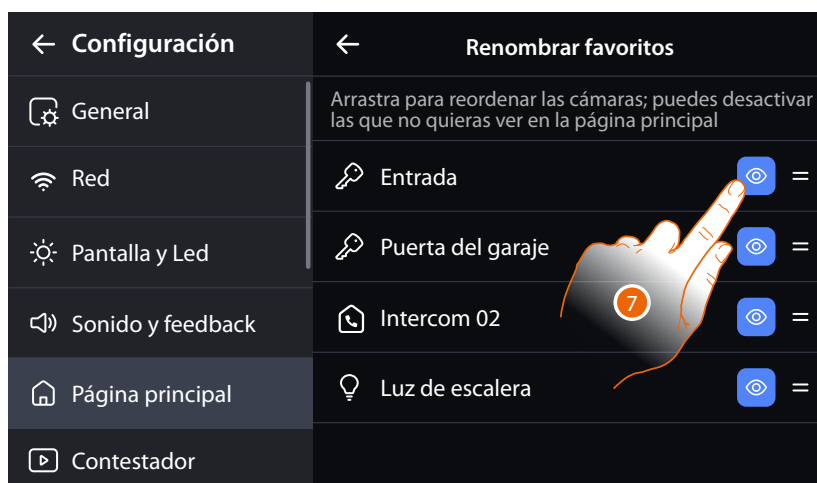 Configuración
General
Red
Pantalla y Led
Sonido y feedback
Página principal
Contestador
Renombrar favoritos
Arrastra para reordenar las cámaras; puedes desactivar
las que no quieras ver en la página principal
Entrada
Puerta del garaje
Intercom 02
Luz de escalera
7